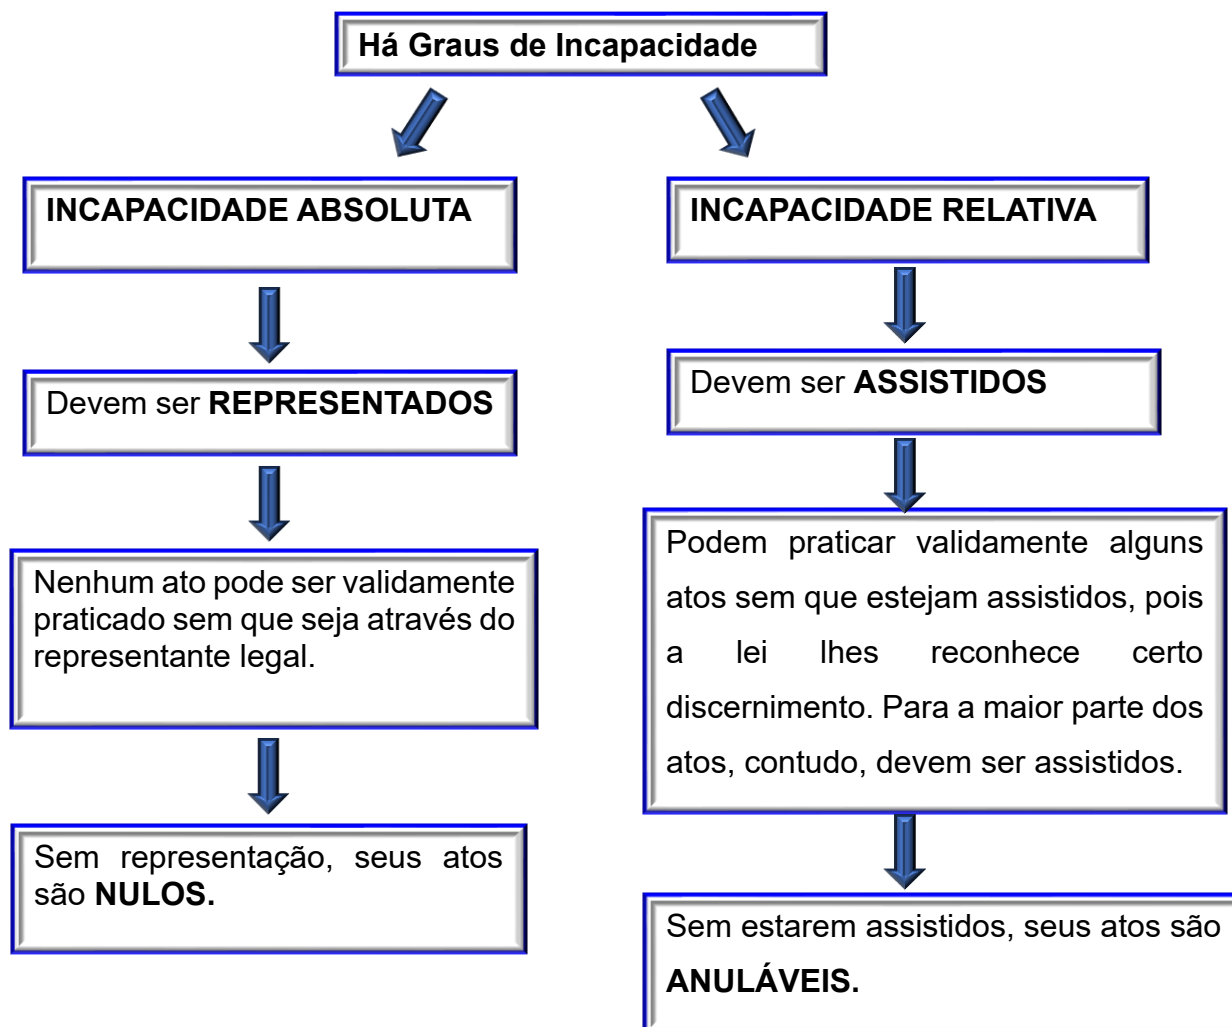 Há Graus de Incapacidade
INCAPACIDADE ABSOLUTA
Devem ser REPRESENTADOS
Nenhum ato pode ser validamente
praticado sem que seja através do
representante legal.
Sem representação, seus atos
são NULOS.
INCAPACIDADE RELATIVA
Devem ser ASSISTIDOS
Podem praticar validamente alguns
atos sem que estejam assistidos, pois
a lei lhes reconhece certo
discernimento. Para a maior parte dos
atos, contudo, devem ser assistidos.
Sem estarem assistidos, seus atos são
ANULÁVEIS.